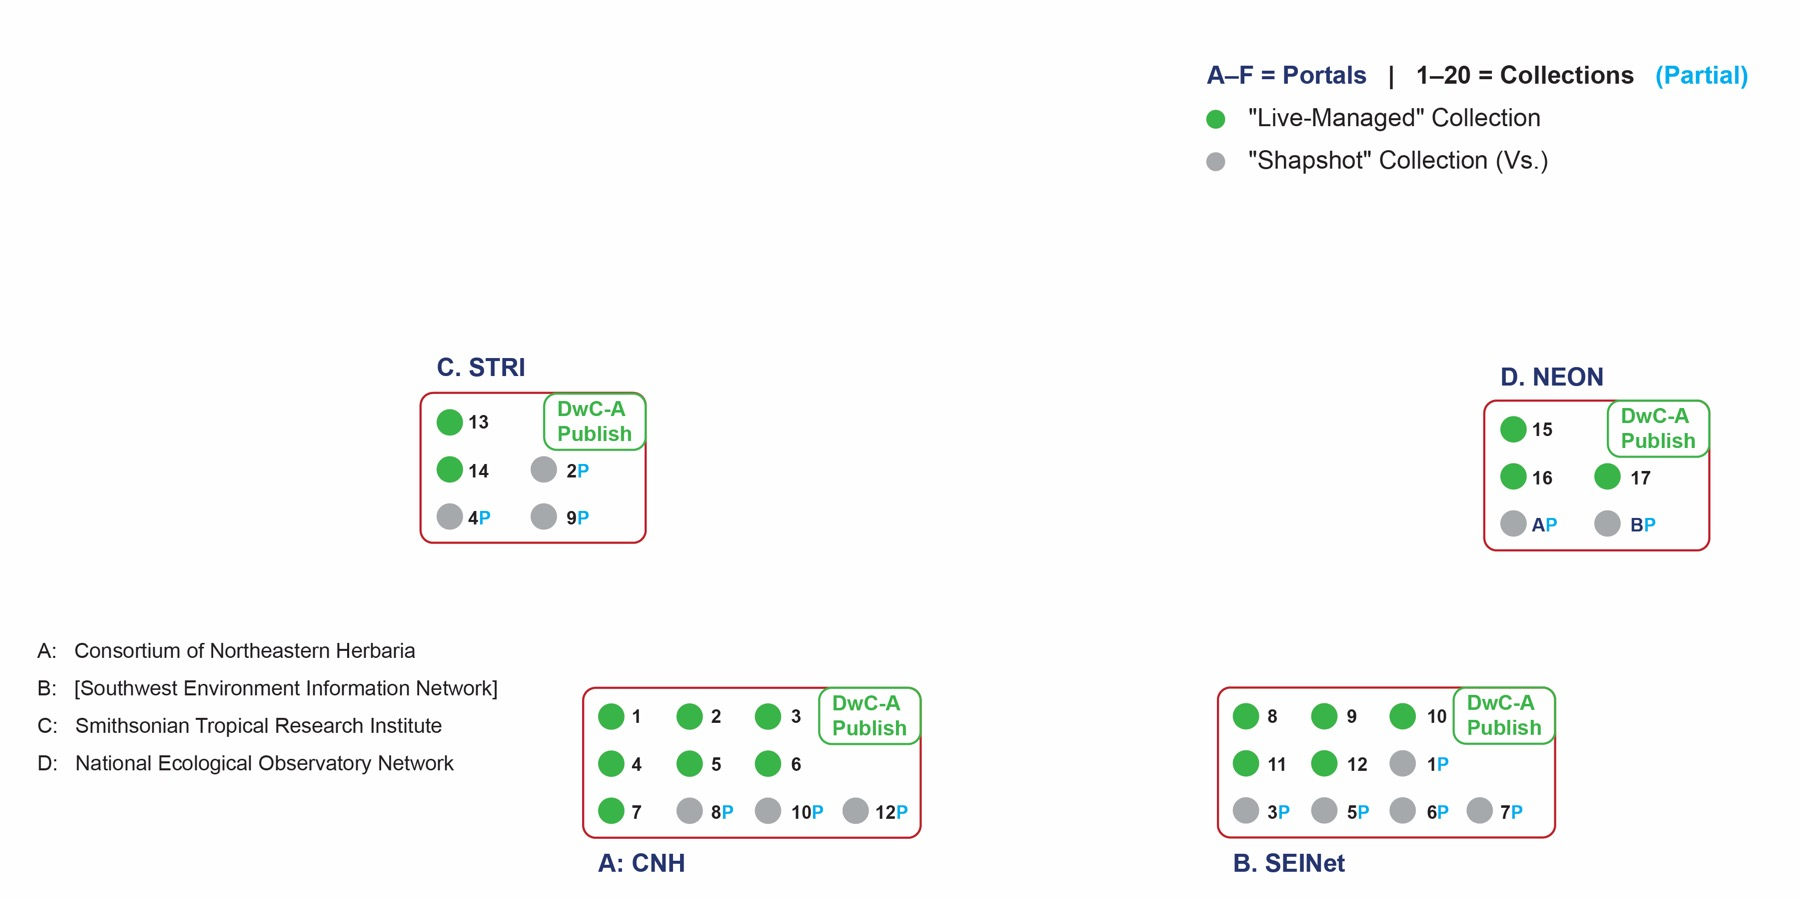 A–F = Portals | 1–20 = Collections (Partial)
"Live-Managed" Collection
"Shapshot" Collection (Vs.)
C. STRI
DwC-A
Publish
13
14 2P
4P 9P
D. NEON
DwC-A
Publish
15
16 17
AP BP
A: Consortium of Northeastern Herbaria
B: [Southwest Environment Information Network]
C: Smithsonian Tropical Research Institute
D: National Ecological Observatory Network
DwC-A
Publish
1 2 3
4 5 6
7 8P 10P 12P
A: CNH
DwC-A
Publish
8 9 10
11 12 1P
3P 5P 6P 7P
B. SEINet